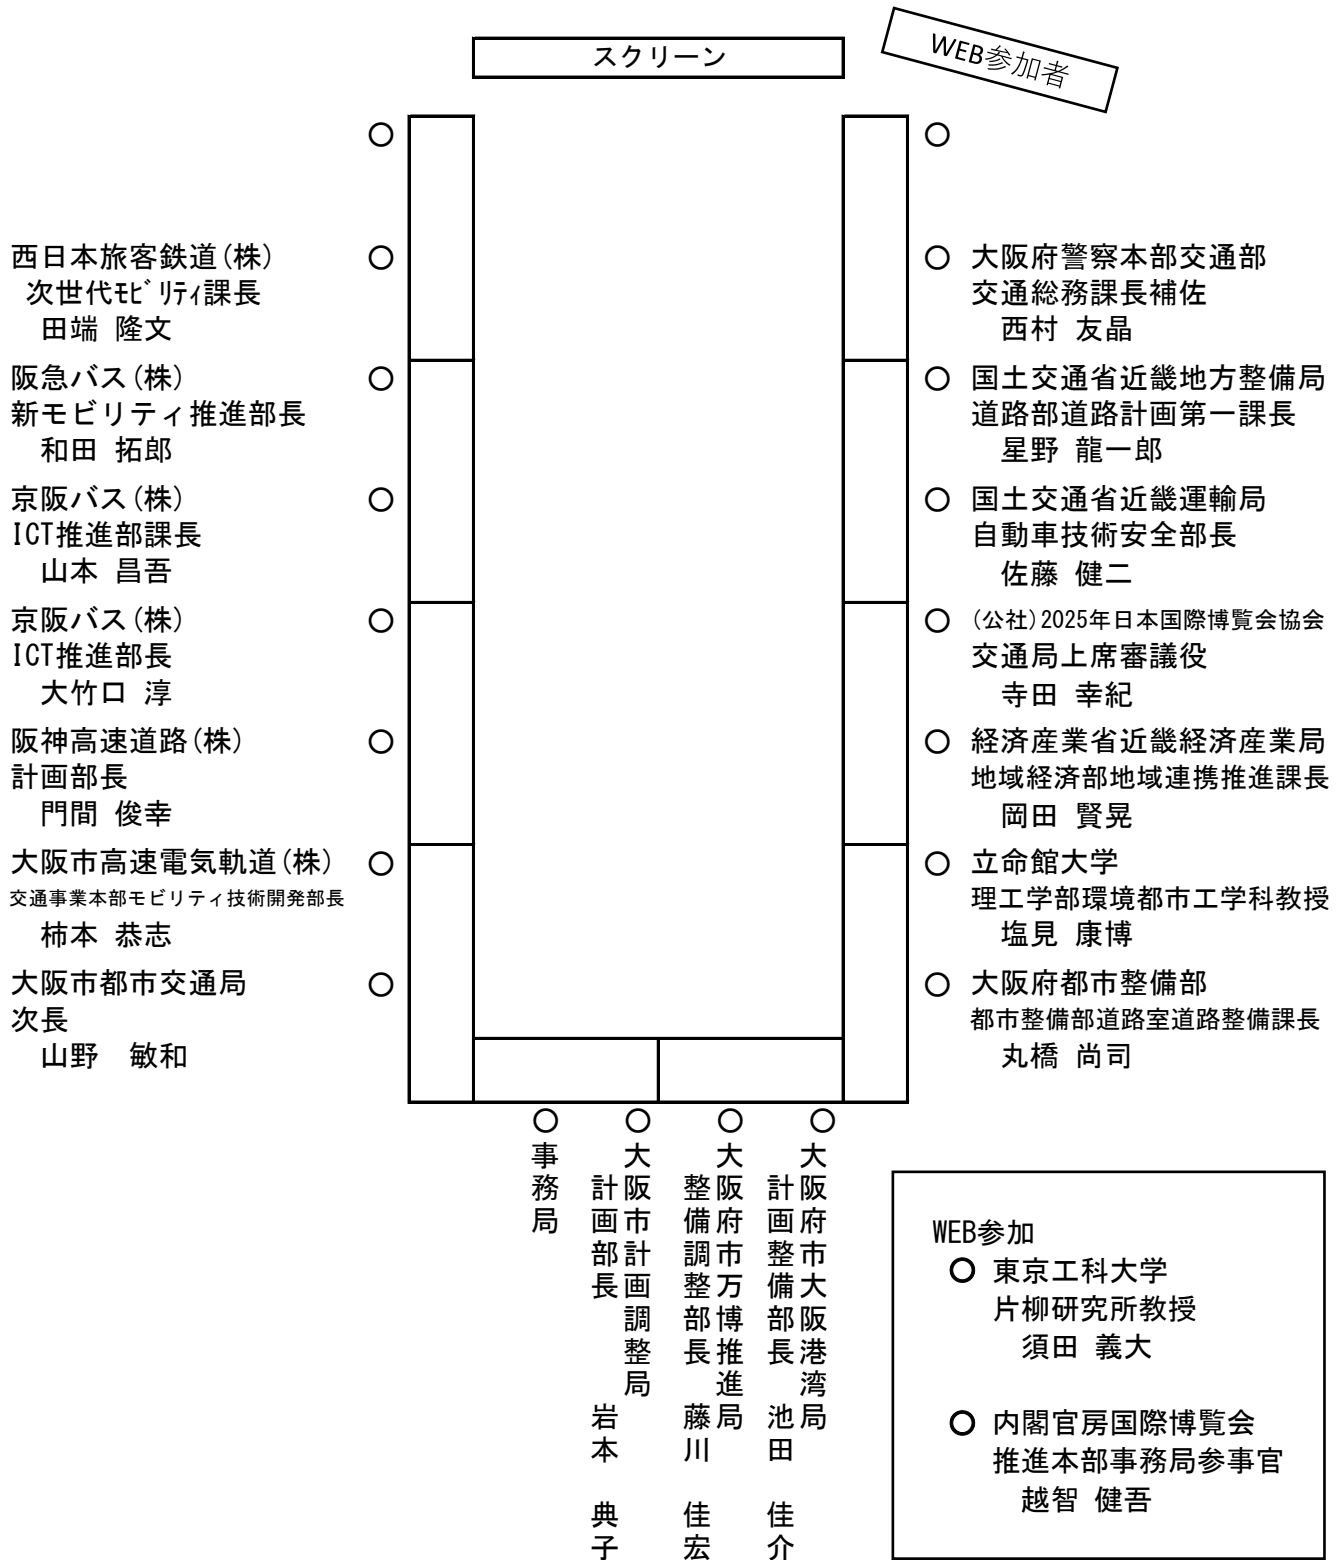 スクリーン
WEB参加者
○
西日本旅客鉄道(株) ○
次世代ﾓﾋﾞﾘﾃｨ課長
田端 隆文
阪急バス(株) ○
新モビリティ推進部長
和田 拓郎
京阪バス(株) ○
ICT推進部課長
山本 昌吾
京阪バス(株) ○
ICT推進部長
大竹口 淳
阪神高速道路(株) ○
計画部長
門間 俊幸
大阪市高速電気軌道(株) ○
交通事業本部モビリティ技術開発部長
柿本 恭志
大阪市都市交通局 ○
次長
山野 敏和
○
○ 大阪府警察本部交通部
交通総務課長補佐
西村 友晶
○ 国土交通省近畿地方整備局
道路部道路計画第一課長
星野 龍一郎
○ 国土交通省近畿運輸局
自動車技術安全部長
佐藤 健二
○ (公社)2025年日本国際博覧会協会
交通局上席審議役
寺田 幸紀
○ 経済産業省近畿経済産業局
地域経済部地域連携推進課長
岡田 賢晃
○ 立命館大学
理工学部環境都市工学科教授
塩見 康博
○ 大阪府都市整備部
都市整備部道路室道路整備課長
丸橋 尚司
○ 大阪府市大阪港湾局
計画整備部長 池田 佳介
○ 大阪府市万博推進局
整備調整部長 藤川 佳宏
○ 大阪市計画調整局
計画部長 岩本 典子
○ 事務局
WEB参加
○ 東京工科大学
片柳研究所教授
須田 義大
○ 内閣官房国際博覧会
推進本部事務局参事官
越智 健吾